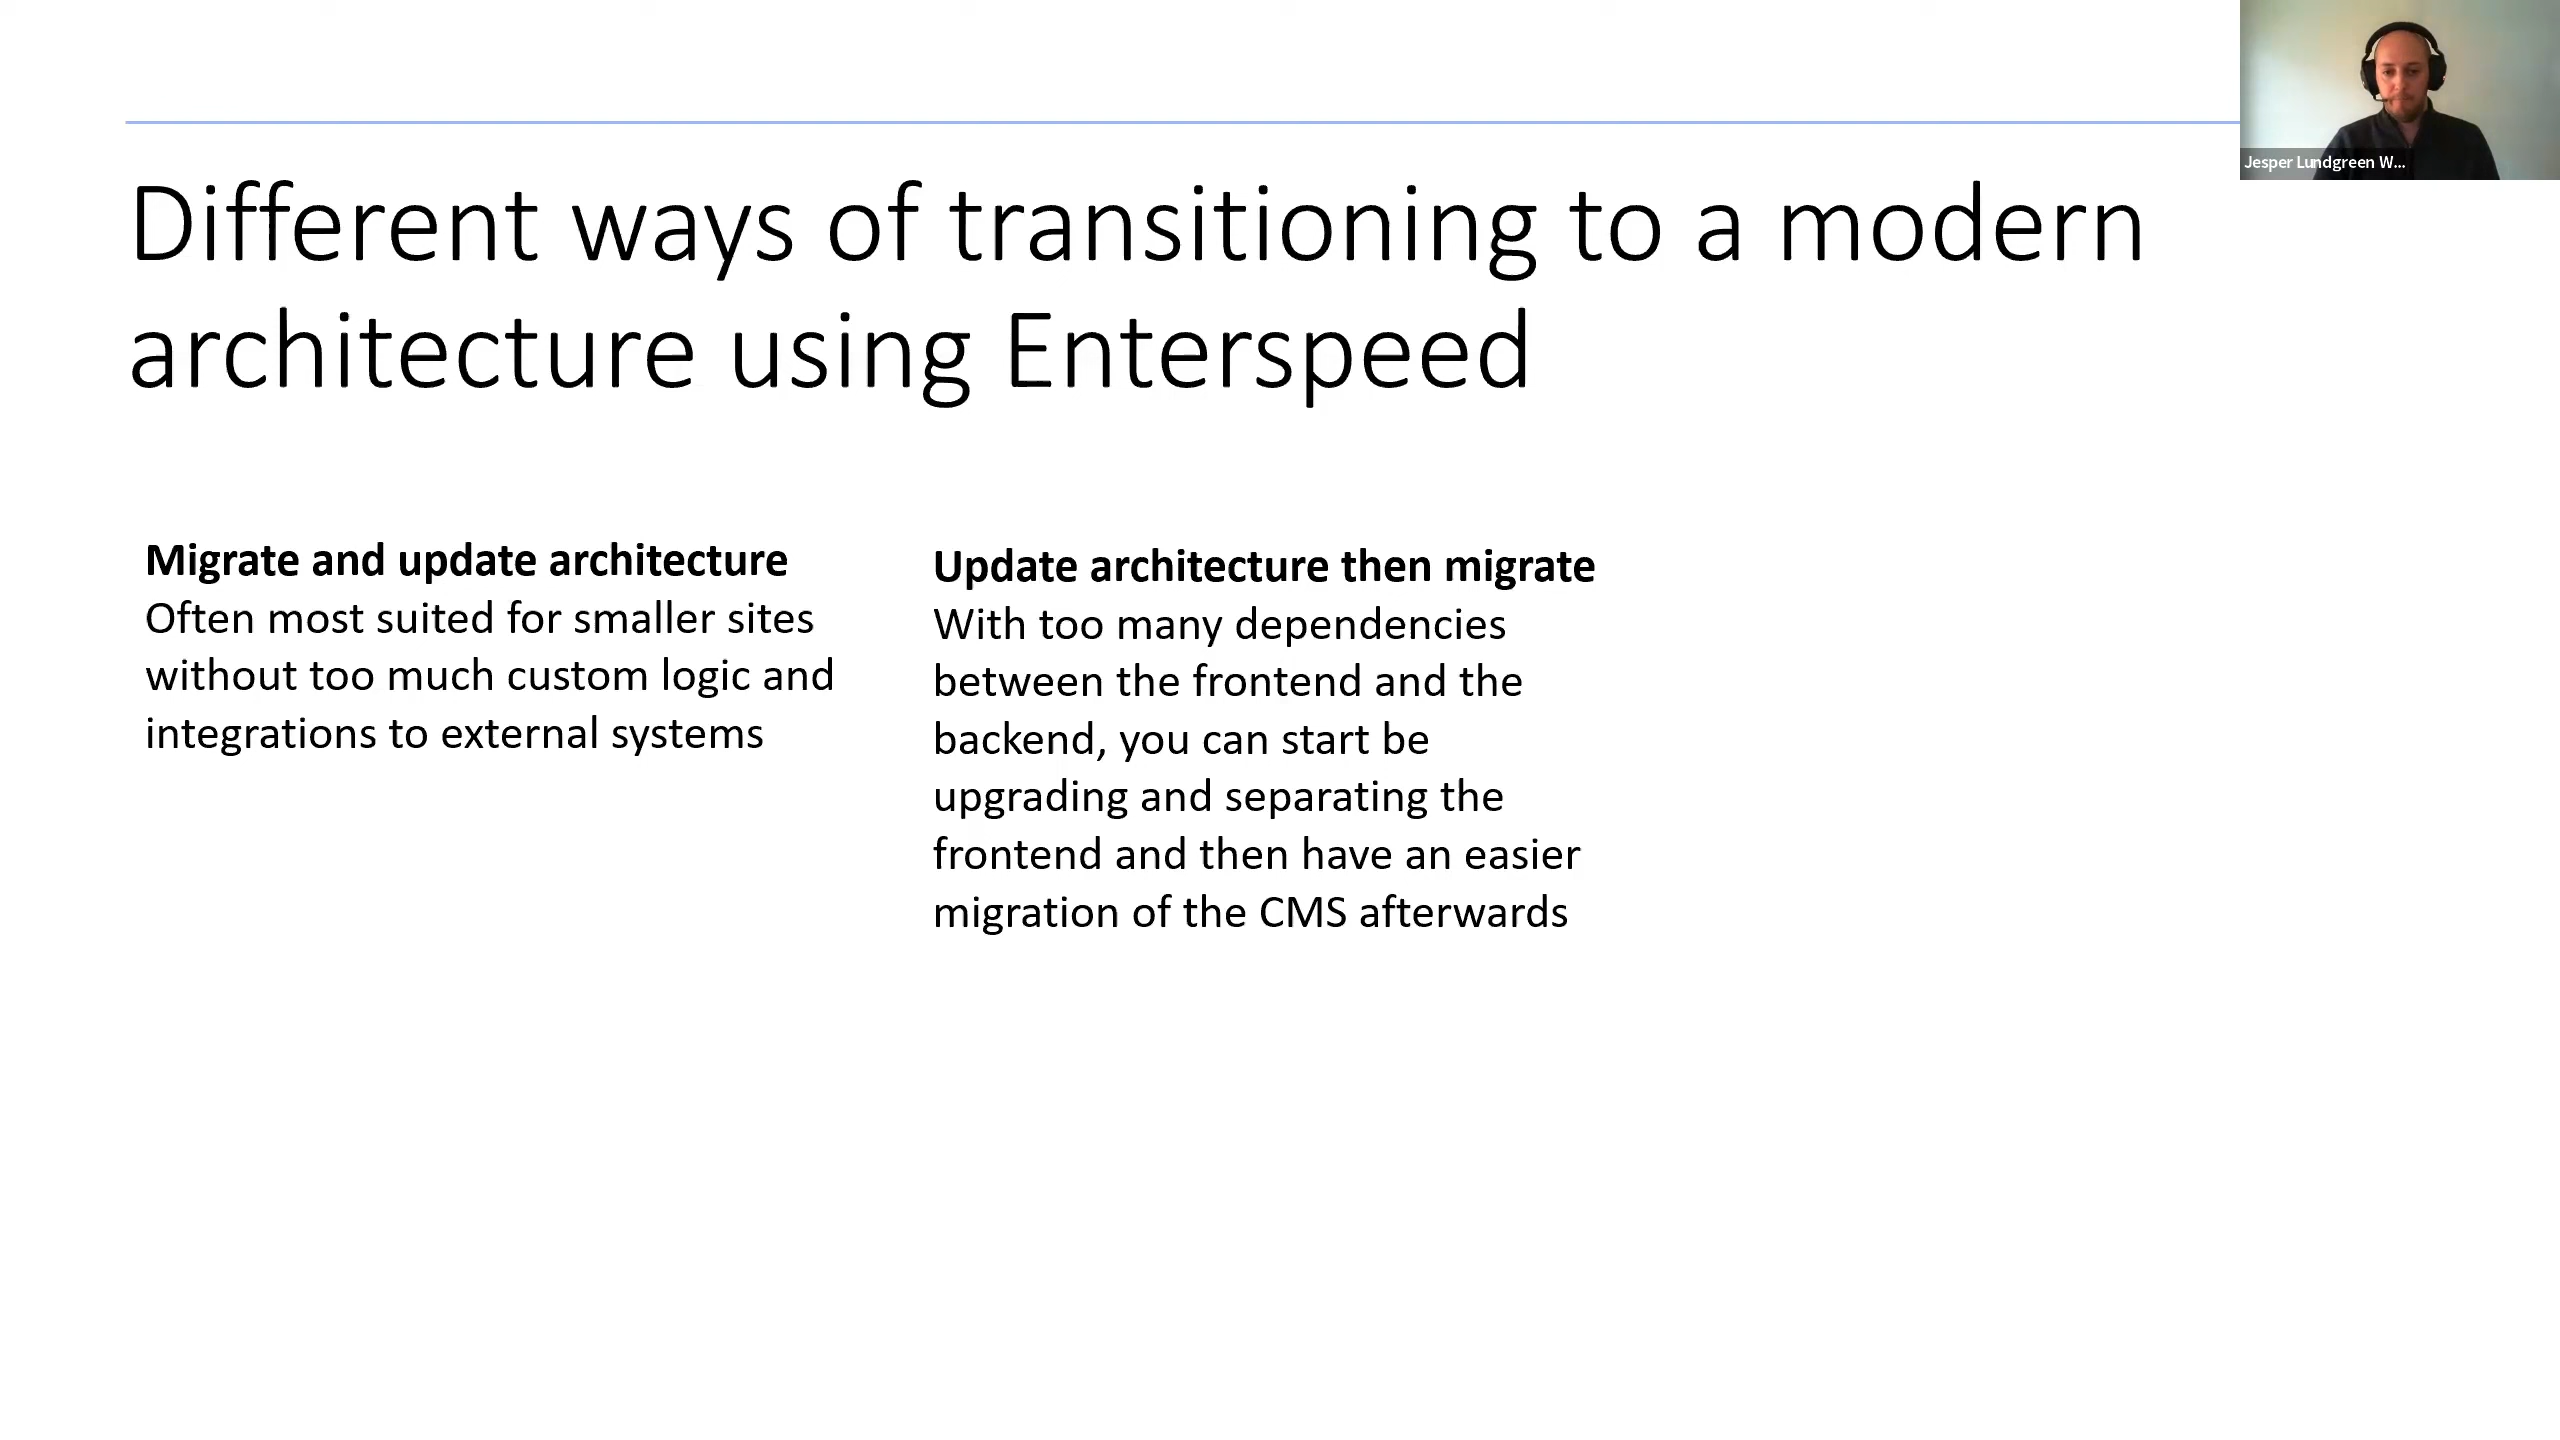 Jesper Lundgreen W...
Different ways of transitioning to a modern
architecture using Enterspeed
Migrate and update architecture
Often most suited for smaller sites
without too much custom logic and
integrations to external systems
Update architecture then migrate
With too many dependencies
between the frontend and the
backend, you can start be
upgrading and separating the
frontend and then have an easier
migration of the CMS afterwards